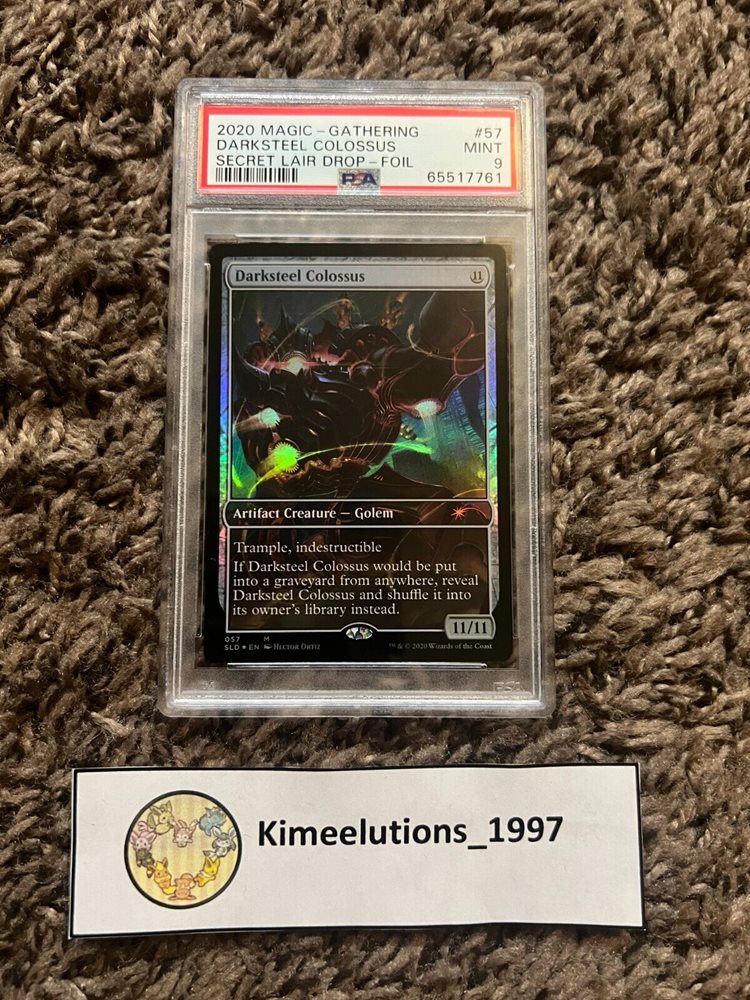 2020 MAGIC - GATHERING #57
DARKSTEEL COLOSSUS MINT
SECRET LAIR DROP - FOIL 9
PSA 65517761
Darksteel Colossus 11
Artifact Creature — Golem
Trample, indestructible
If Darksteel Colossus would be put
into a graveyard from anywhere, reveal
Darksteel Colossus and shuffle it into
its owner's library instead.
11/11
057 M
SLD ★ EN Hector Ortiz ™ & © 2020 Wizards of the Coast
Kimeelutions_1997